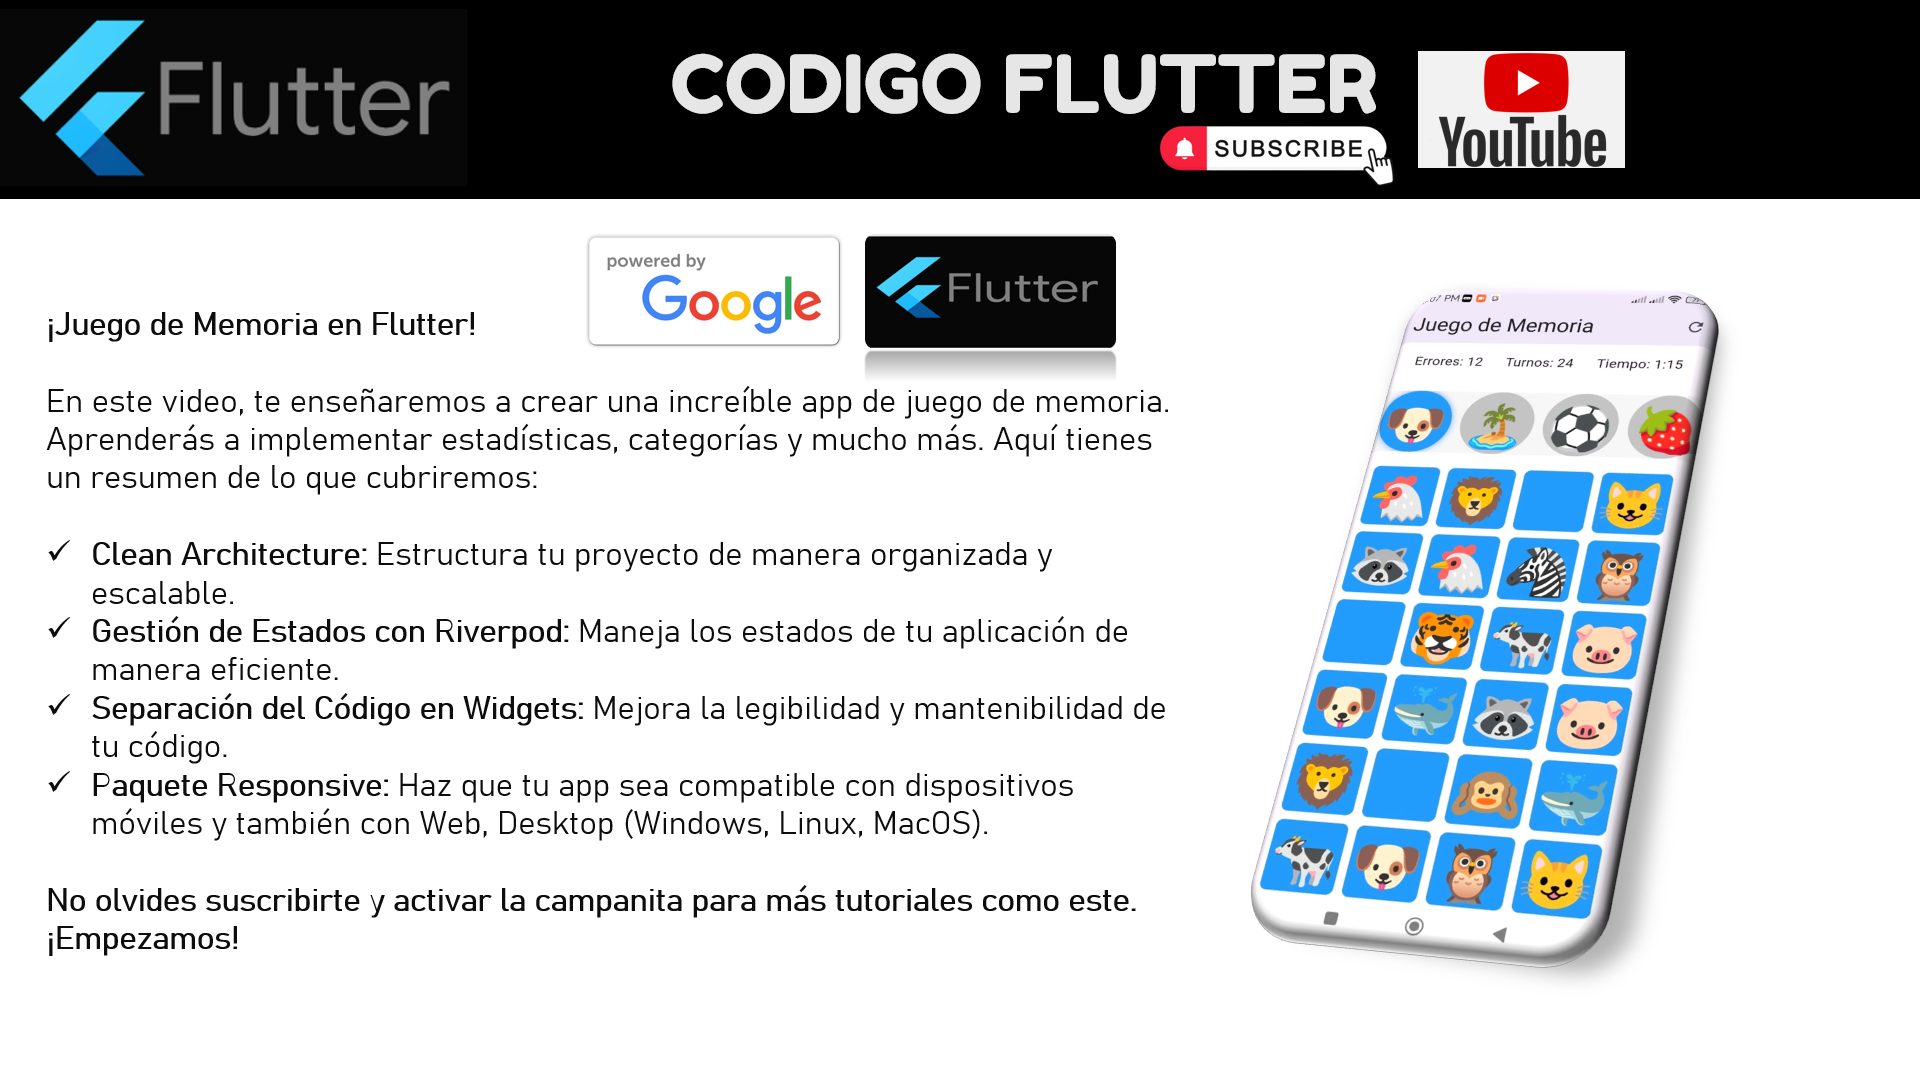 Flutter
CODIGO FLUTTER
SUBSCRIBE
YouTube
powered by
Google
Flutter
¡Juego de Memoria en Flutter!
En este video, te enseñaremos a crear una increíble app de juego de memoria.
Aprenderás a implementar estadísticas, categorías y mucho más. Aquí tienes
un resumen de lo que cubriremos:
✓ Clean Architecture: Estructura tu proyecto de manera organizada y
escalable.
✓ Gestión de Estados con Riverpod: Maneja los estados de tu aplicación de
manera eficiente.
✓ Separación del Código en Widgets: Mejora la legibilidad y mantenibilidad de
tu código.
✓ Paquete Responsive: Haz que tu app sea compatible con dispositivos
móviles y también con Web, Desktop (Windows, Linux, MacOS).
No olvides suscribirte y activar la campanita para más tutoriales como este.
¡Empezamos!
:07 PM
Juego de Memoria
Errores: 12 Turnos: 24 Tiempo: 1:15